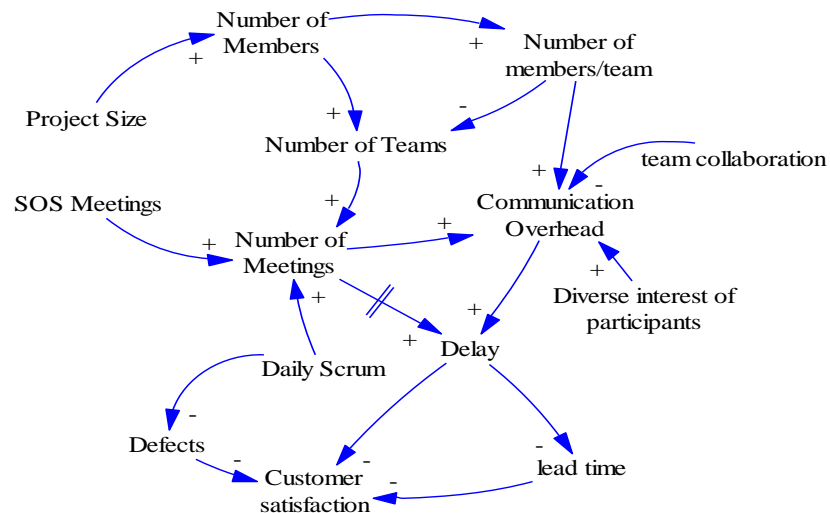 Number of
Members
+
+
Number of
members/team
Project Size
+
-
Number of Teams
+
-
team collaboration
SOS Meetings
+
+
Communication
Overhead
+
Number of
Meetings
+
+
Diverse interest of
participants
+
+
+
Delay
Daily Scrum
-
Defects
-
-
-
lead time
Customer
satisfaction
-